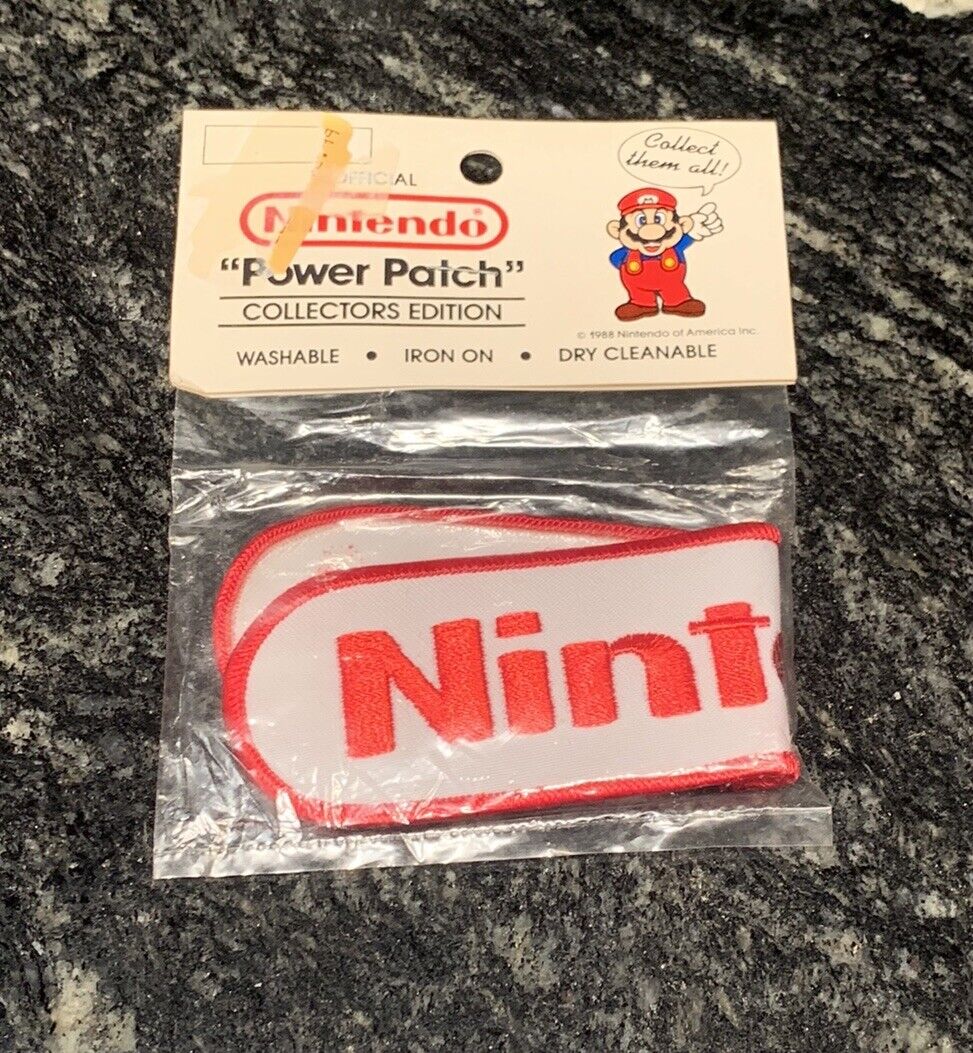 OFFICIAL
Nintendo®
"Power Patch"
COLLECTORS EDITION
WASHABLE • IRON ON • DRY CLEANABLE
Collect
them all!
M
© 1988 Nintendo of America Inc.
Ninte